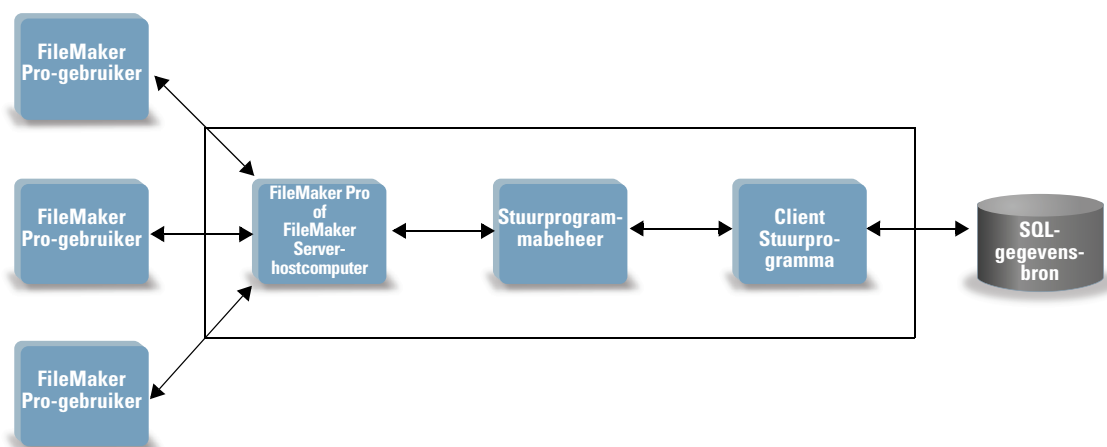 FileMaker
Pro-gebruiker
FileMaker
Pro-gebruiker
FileMaker
Pro-gebruiker
FileMaker Pro
of
FileMaker
Server-
hostcomputer
Stuurprogram-
mabeheer
Client
Stuurpro-
gramma
SQL-
gegevens-
bron